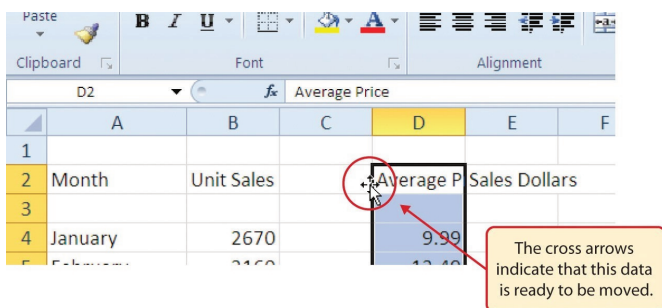 Paste
B I U A
Clipboard Font Alignment
D2 fx Average Price
A B C D E F
1
2 Month Unit Sales Average P Sales Dollars
3
4 January 2670 9.99
The cross arrows
indicate that this data
is ready to be moved.